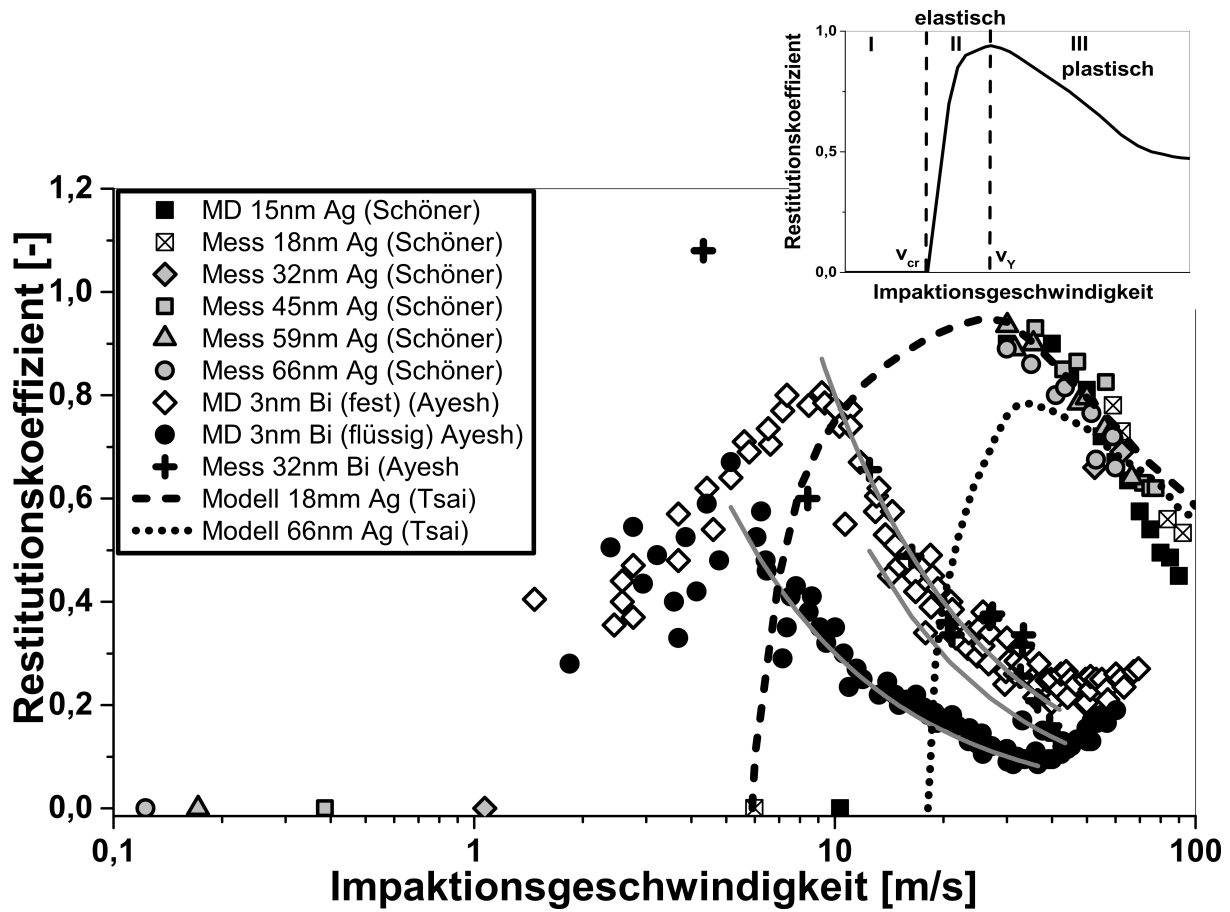 elastisch
1,0
I
II
III
plastisch
0,5
0,0
v_cr
v_Y
Restitutionskoeffizient
Impaktionsgeschwindigkeit
1,2
1,0
0,8
0,6
0,4
0,2
0,0
Restitutionskoeffizient [-]
MD 15nm Ag (Schöner)
Mess 18nm Ag (Schöner)
Mess 32nm Ag (Schöner)
Mess 45nm Ag (Schöner)
Mess 59nm Ag (Schöner)
Mess 66nm Ag (Schöner)
MD 3nm Bi (fest) (Ayesh)
MD 3nm Bi (flüssig) Ayesh)
Mess 32nm Bi (Ayesh
Modell 18mm Ag (Tsai)
Modell 66nm Ag (Tsai)
0,1
1
10
100
Impaktionsgeschwindigkeit [m/s]